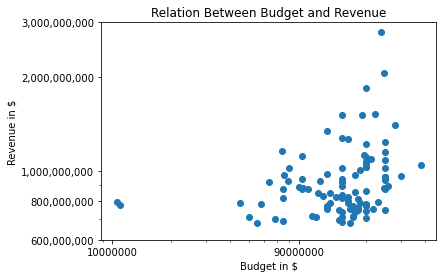 Relation Between Budget and Revenue
3,000,000,000
2,000,000,000
1,000,000,000
800,000,000
600,000,000
Revenue in $
10000000 90000000
Budget in $